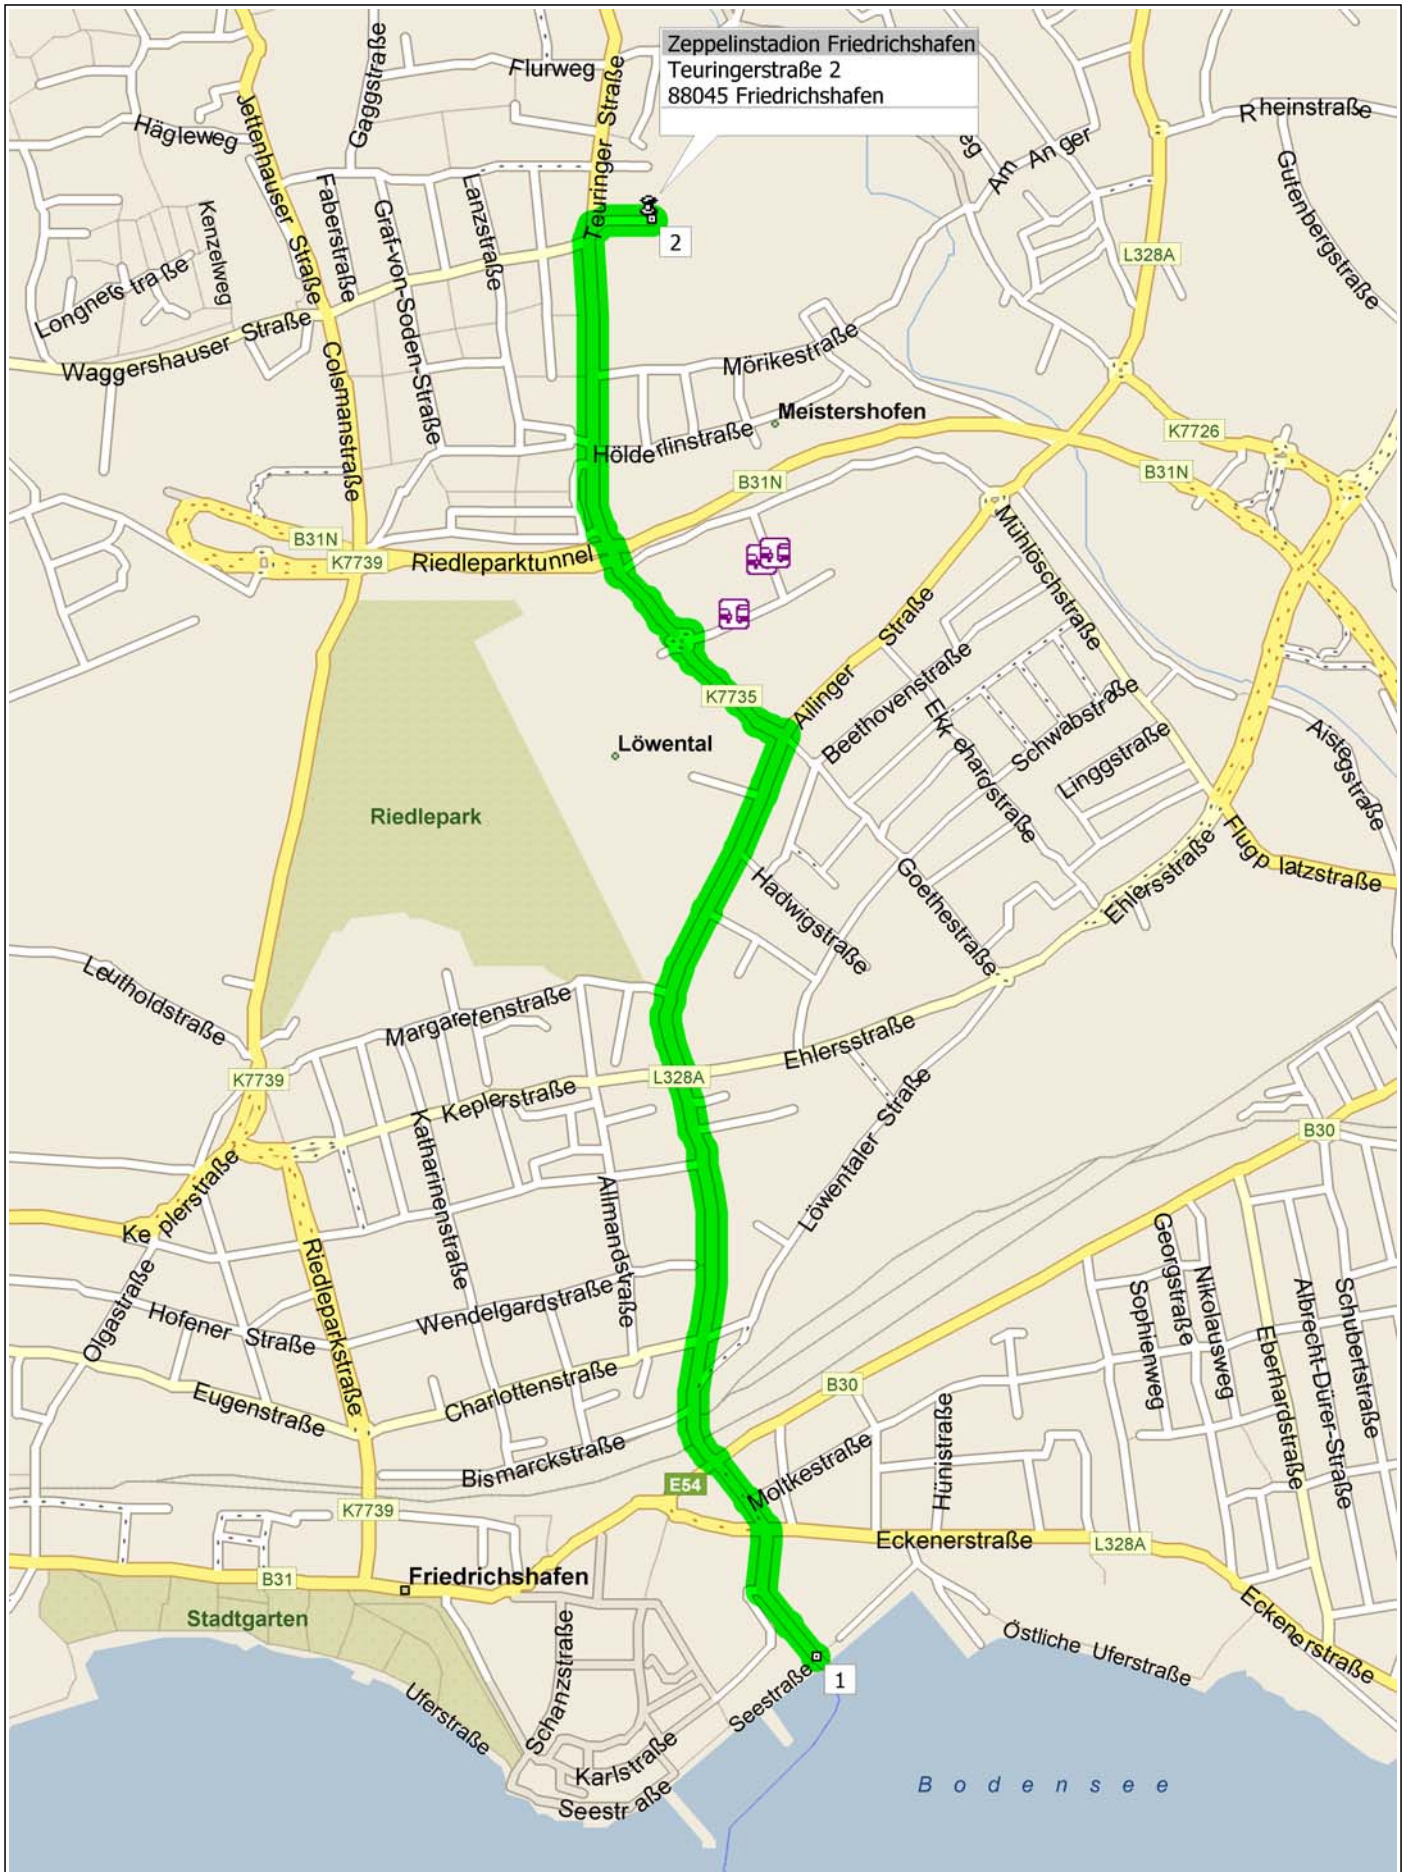 Zeppelinstadion Friedrichshafen
Teuringerstraße 2
88045 Friedrichshafen
Flurweg
Gaggstraße
Hägleweg
Jettenhauser Straße
Teuringer Straße
Rheinstraße
Am Anger
Gutenbergstraße
Kenzelweg
Faberstraße
Graf-von-Soden-Straße
Lanzstraße
2
L328A
Longnerstraße
Waggershauser Straße
Colsmanstraße
Mörikestraße
Meistershofen
Hölderlinstraße
K7726
B31N
B31N
B31N
K7739
Riedleparktunnel
Mühlöschstraße
Ailinger Straße
K7735
Beethovenstraße
Ekkehardstraße
Schwabstraße
Linggstraße
Aistegstraße
Löwental
Riedlepark
Flugplatzstraße
Ehlersstraße
Hadwigstraße
Goethestraße
Leutholdstraße
Margaretenstraße
Ehlersstraße
K7739
L328A
Keplerstraße
Katharinenstraße
Löwentaler Straße
B30
Keplerstraße
Allmandstraße
Riedleparkstraße
Olgastraße
Hofener Straße
Wendelgardstraße
Georgstraße
Sophienweg
Nikolausweg
Eberhardstraße
Albrecht-Dürer-Straße
Schubertstraße
Eugenstraße
Charlottenstraße
B30
Bismarckstraße
Moltkestraße
Hünistraße
E54
K7739
Eckenerstraße
L328A
B31
Friedrichshafen
Stadtgarten
Eckenerstraße
Östliche Uferstraße
1
Seestraße
Schanzstraße
Uferstraße
Karlstraße
Seestraße
Bodensee